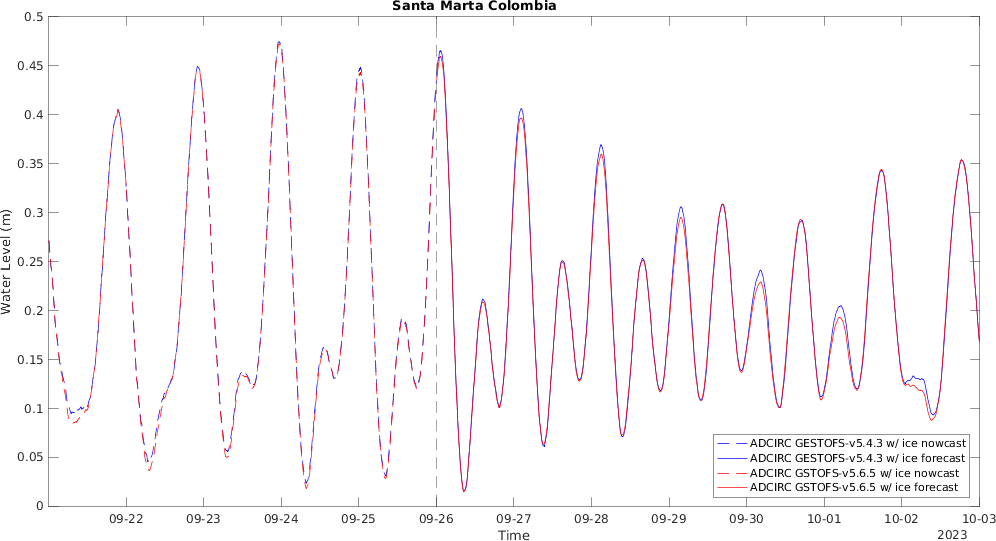 Santa Marta Colombia
0.5
0.45
0.4
0.35
0.3
0.25
0.2
0.15
0.1
0.05
0
Water Level (m)
ADCIRC GESTOFS-v5.4.3 w/ ice nowcast
ADCIRC GESTOFS-v5.4.3 w/ ice forecast
ADCIRC GSTOFS-v5.6.5 w/ ice nowcast
ADCIRC GSTOFS-v5.6.5 w/ ice forecast
09-22 09-23 09-24 09-25 09-26 09-27 09-28 09-29 09-30 10-01 10-02 10-03
Time
2023